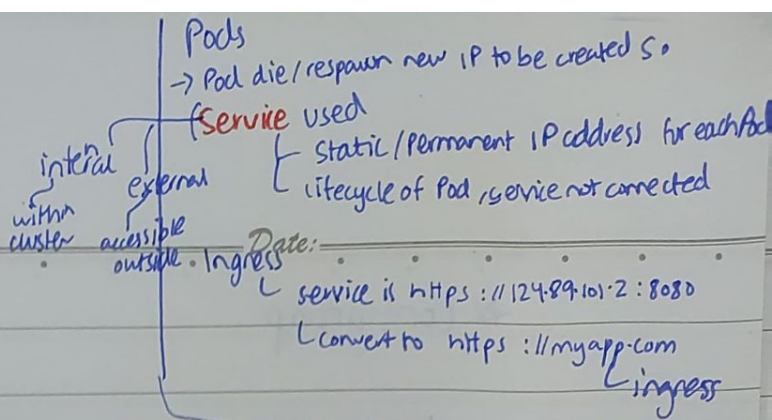 Pods
→ Pod die/respawn new IP to be created so
Service used
Static/Permanent IP address for each Pod
Lifecycle of Pod, service not connected
internal
external
within
cluster
accessible
outside
Date:
Ingress
service is https://124.89.101.2:8080
convert to https://myapp.com
ingress